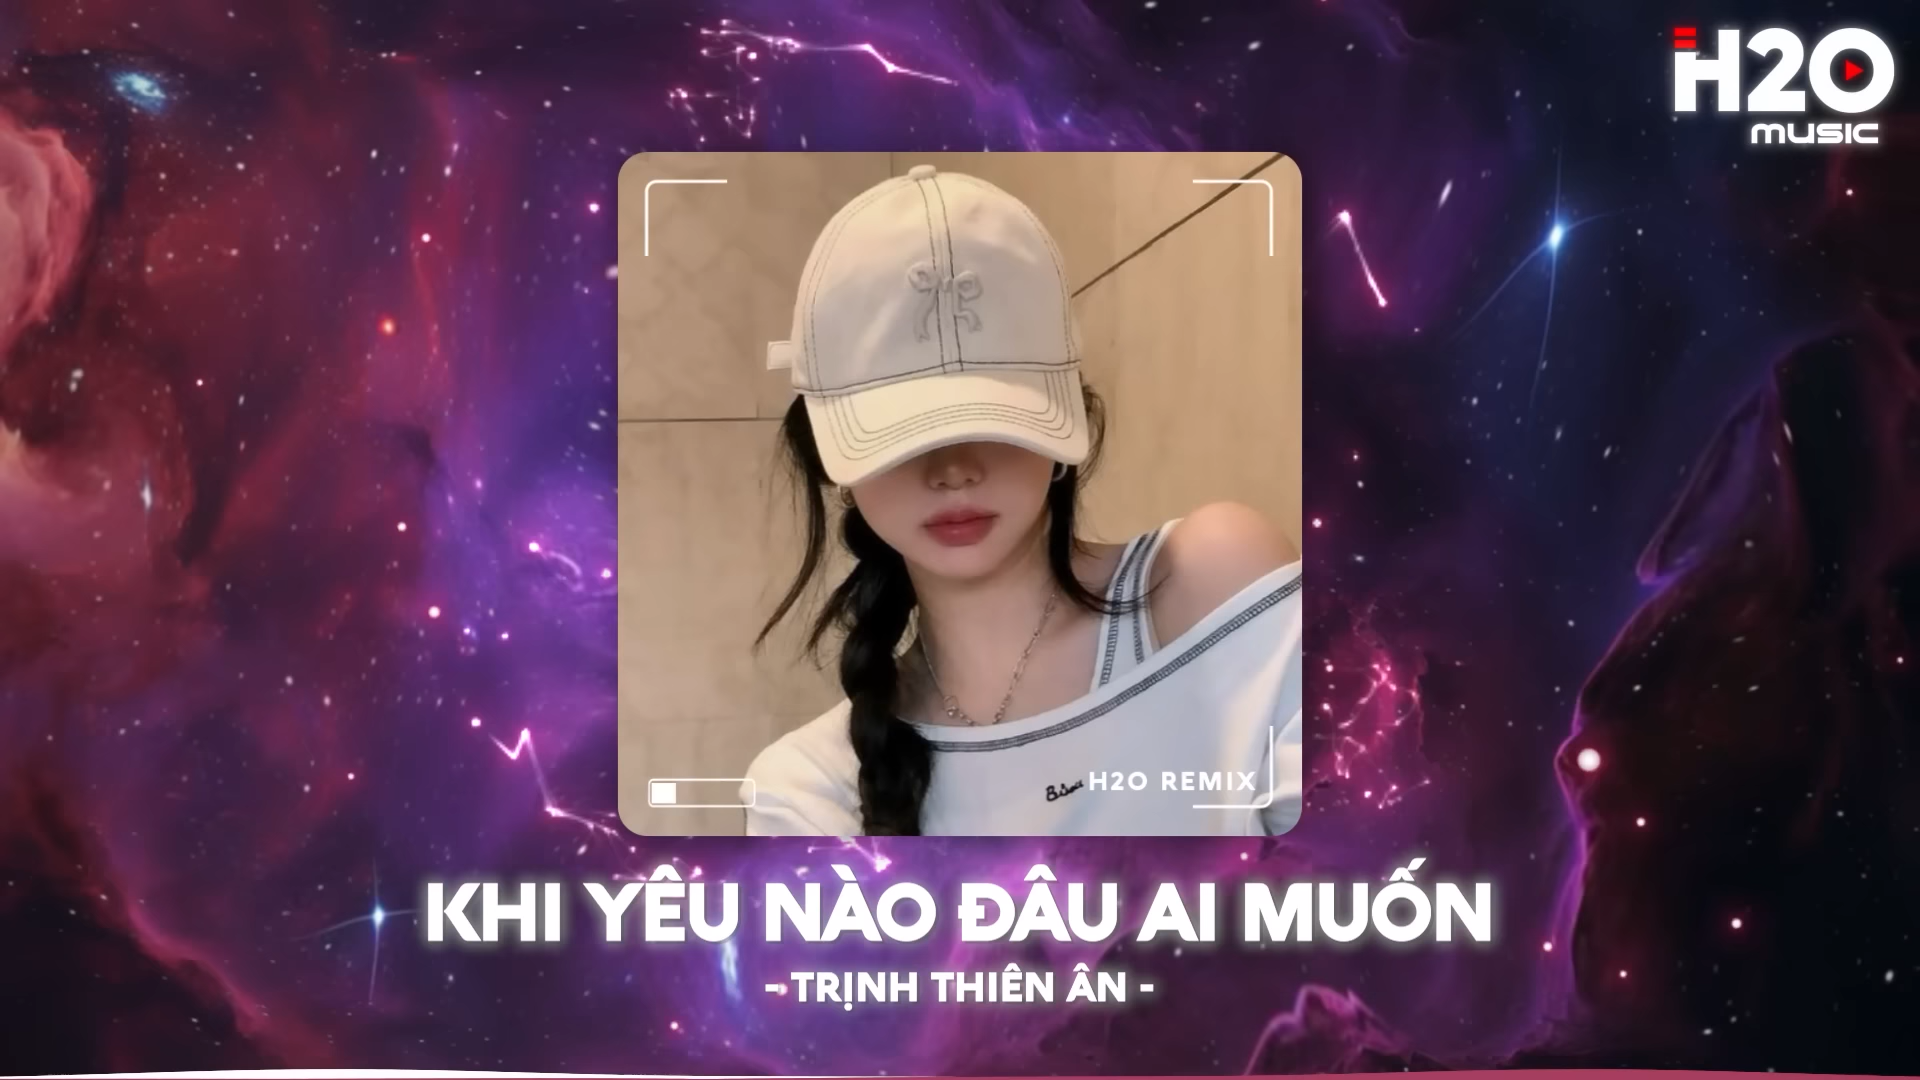 H2O
MUSIC
H2O REMIX
KHI YÊU NÀO ĐÂU AI MUỐN
- TRỊNH THIÊN ÂN -